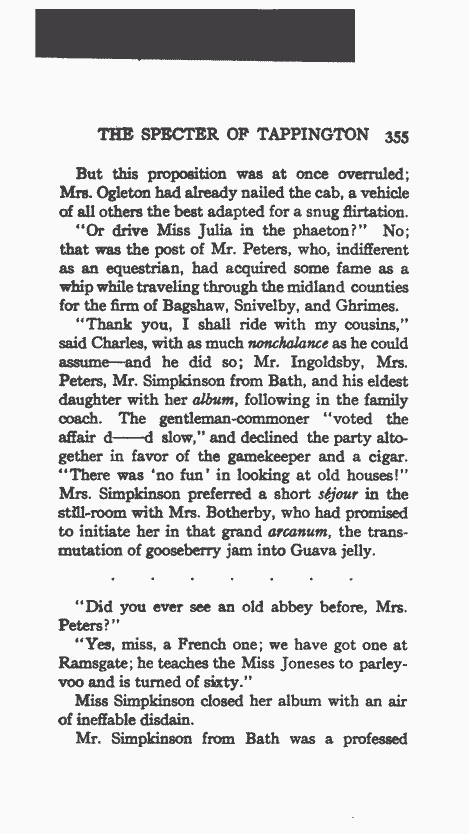 THE SPECTER OF TAPPINGTON 355
But this proposition was at once overruled;
Mrs. Ogleton had already nailed the cab, a vehicle
of all others the best adapted for a snug flirtation.
"Or drive Miss Julia in the phaeton?" No;
that was the post of Mr. Peters, who, indifferent
as an equestrian, had acquired some fame as a
whip while traveling through the midland counties
for the firm of Bagshaw, Snivelby, and Ghrimes.
"Thank you, I shall ride with my cousins,"
said Charles, with as much nonchalance as he could
assume—and he did so; Mr. Ingoldsby, Mrs.
Peters, Mr. Simpkinson from Bath, and his eldest
daughter with her album, following in the family
coach. The gentleman-commoner "voted the
affair d——d slow," and declined the party alto-
gether in favor of the gamekeeper and a cigar.
"There was 'no fun' in looking at old houses!"
Mrs. Simpkinson preferred a short séjour in the
still-room with Mrs. Botherby, who had promised
to initiate her in that grand arcanum, the trans-
mutation of gooseberry jam into Guava jelly.
. . . . . . .
"Did you ever see an old abbey before, Mrs.
Peters?"
"Yes, miss, a French one; we have got one at
Ramsgate; he teaches the Miss Joneses to parley-
voo and is turned of sixty."
Miss Simpkinson closed her album with an air
of ineffable disdain.
Mr. Simpkinson from Bath was a professed